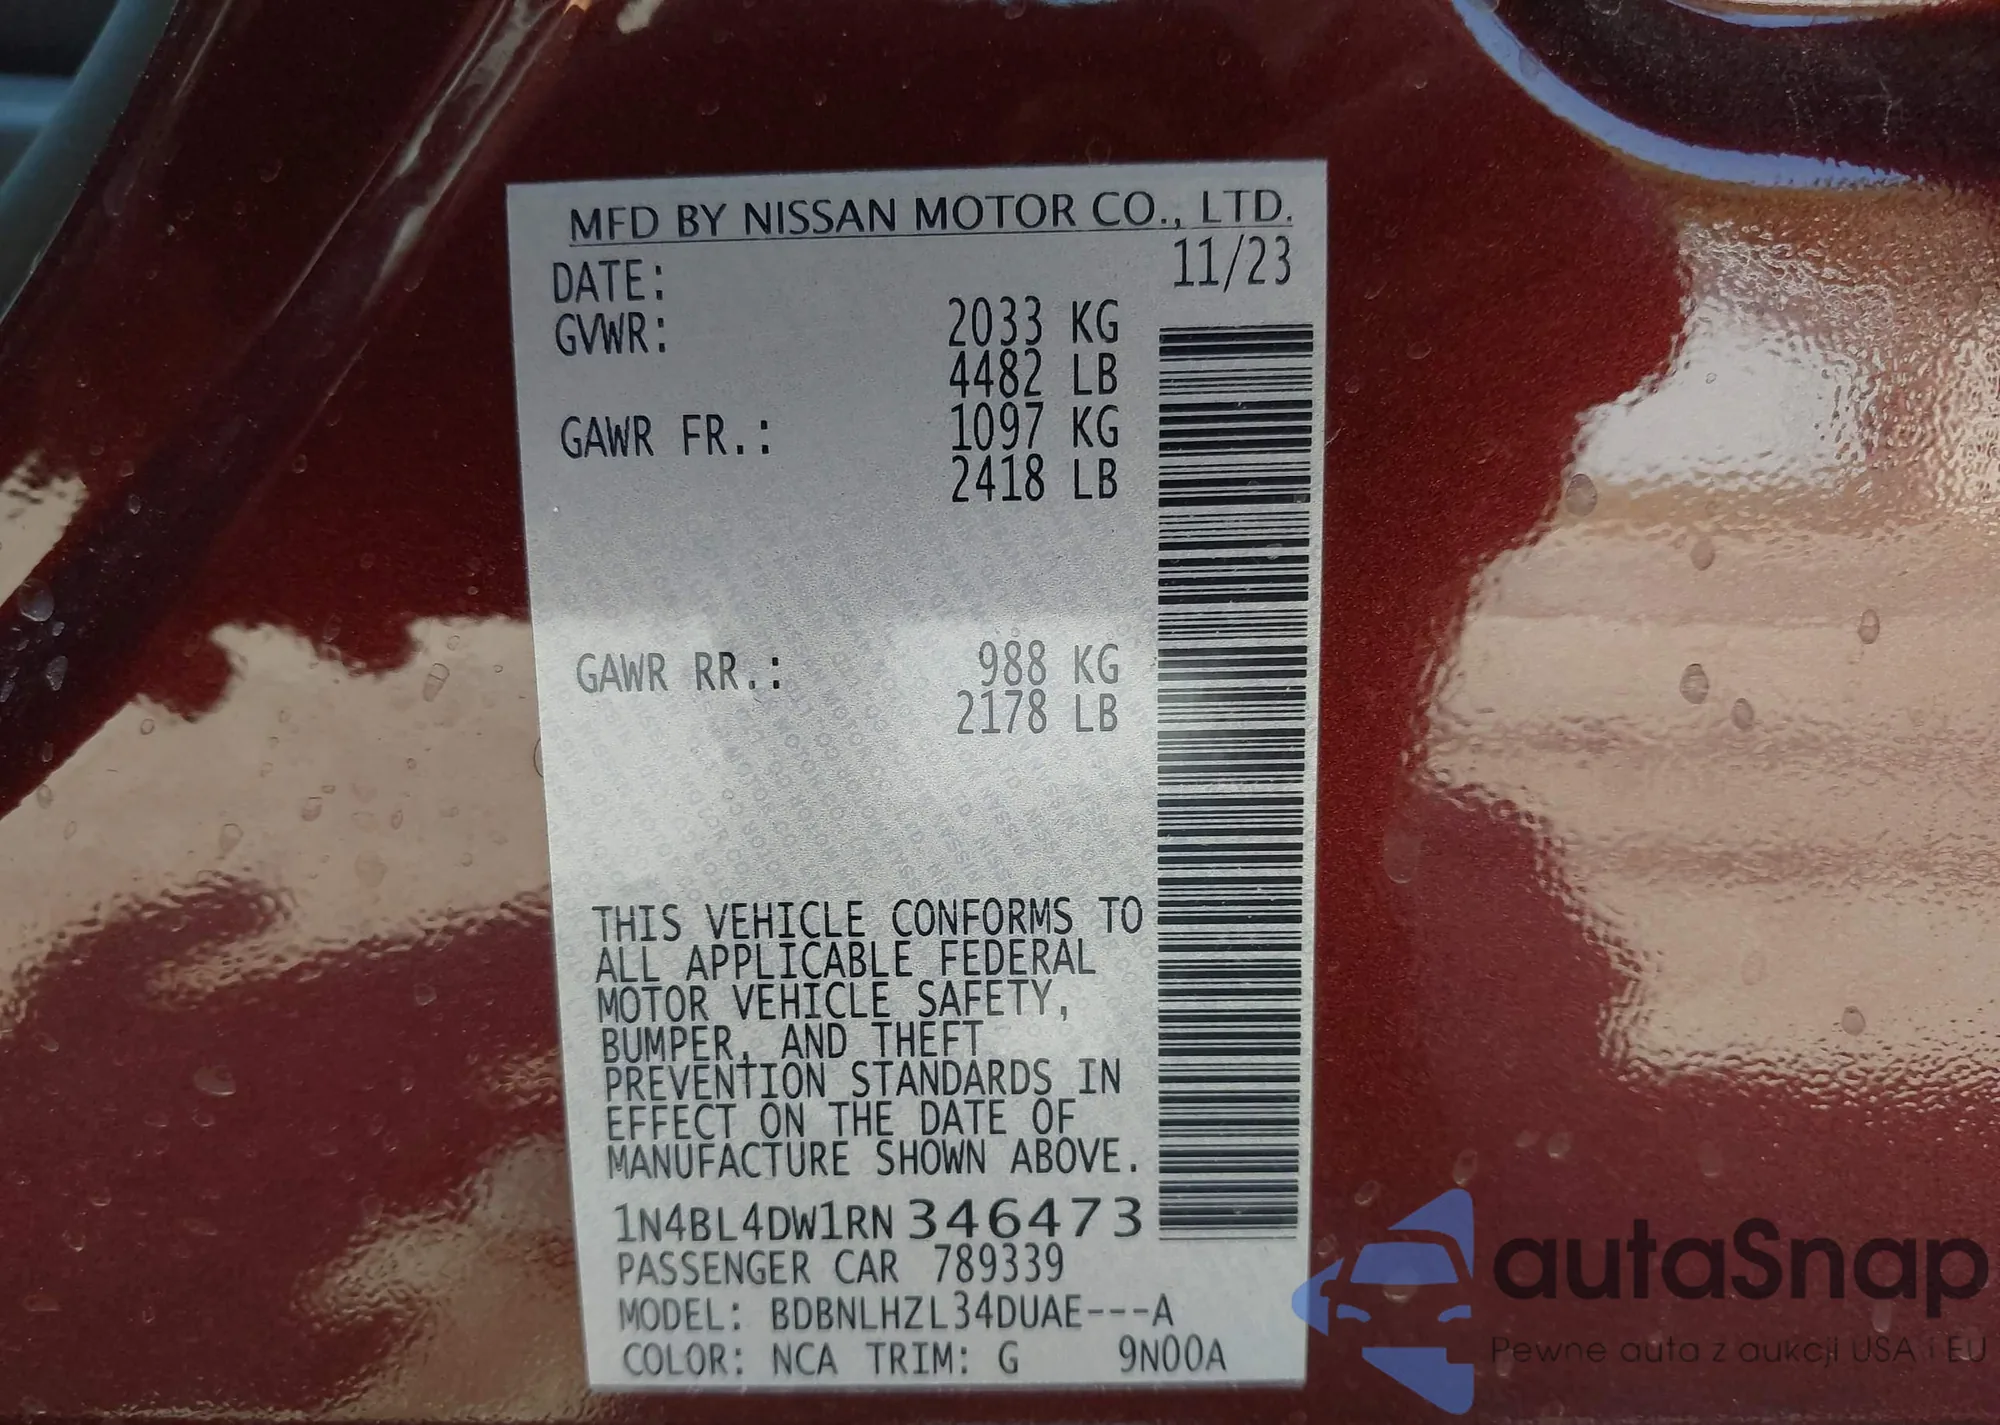 MFD BY NISSAN MOTOR CO., LTD.
DATE: 11/23
GVWR: 2033 KG
4482 LB
GAWR FR.: 1097 KG
2418 LB
GAWR RR.: 988 KG
2178 LB
THIS VEHICLE CONFORMS TO
ALL APPLICABLE FEDERAL
MOTOR VEHICLE SAFETY,
BUMPER, AND THEFT
PREVENTION STANDARDS IN
EFFECT ON THE DATE OF
MANUFACTURE SHOWN ABOVE.
1N4BL4DW1RN346473
PASSENGER CAR 789339
MODEL: BDBNLHZL34DUAE---A
COLOR: NCA TRIM: G 9N00A
autoSnap
Pewne auta z aukcji USA i EU